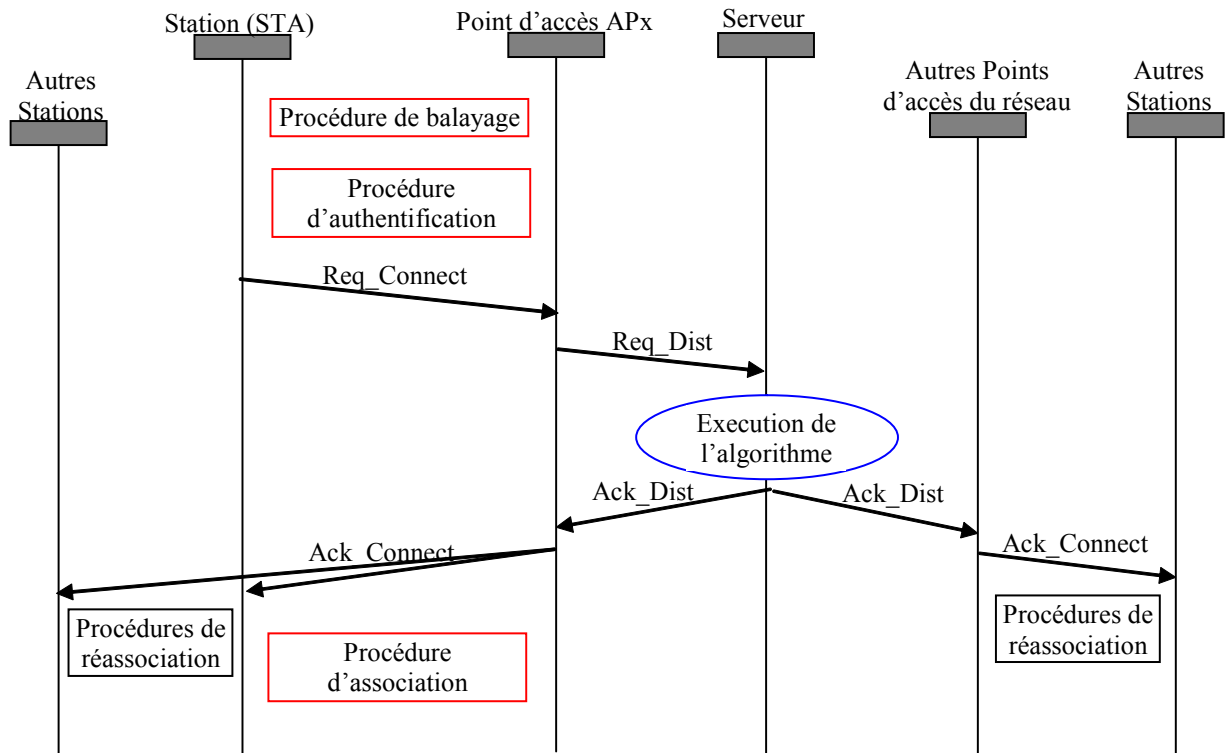 Station (STA)
Point d'accès APx
Serveur
Autres
Stations
Autres Points
d'accès du réseau
Autres
Stations
Procédure de balayage
Procédure
d'authentification
Req_Connect
Req_Dist
Execution de
l'algorithme
Ack_Dist
Ack_Dist
Ack_Connect
Ack_Connect
Procédures de
réassociation
Procédure
d'association
Procédures de
réassociation